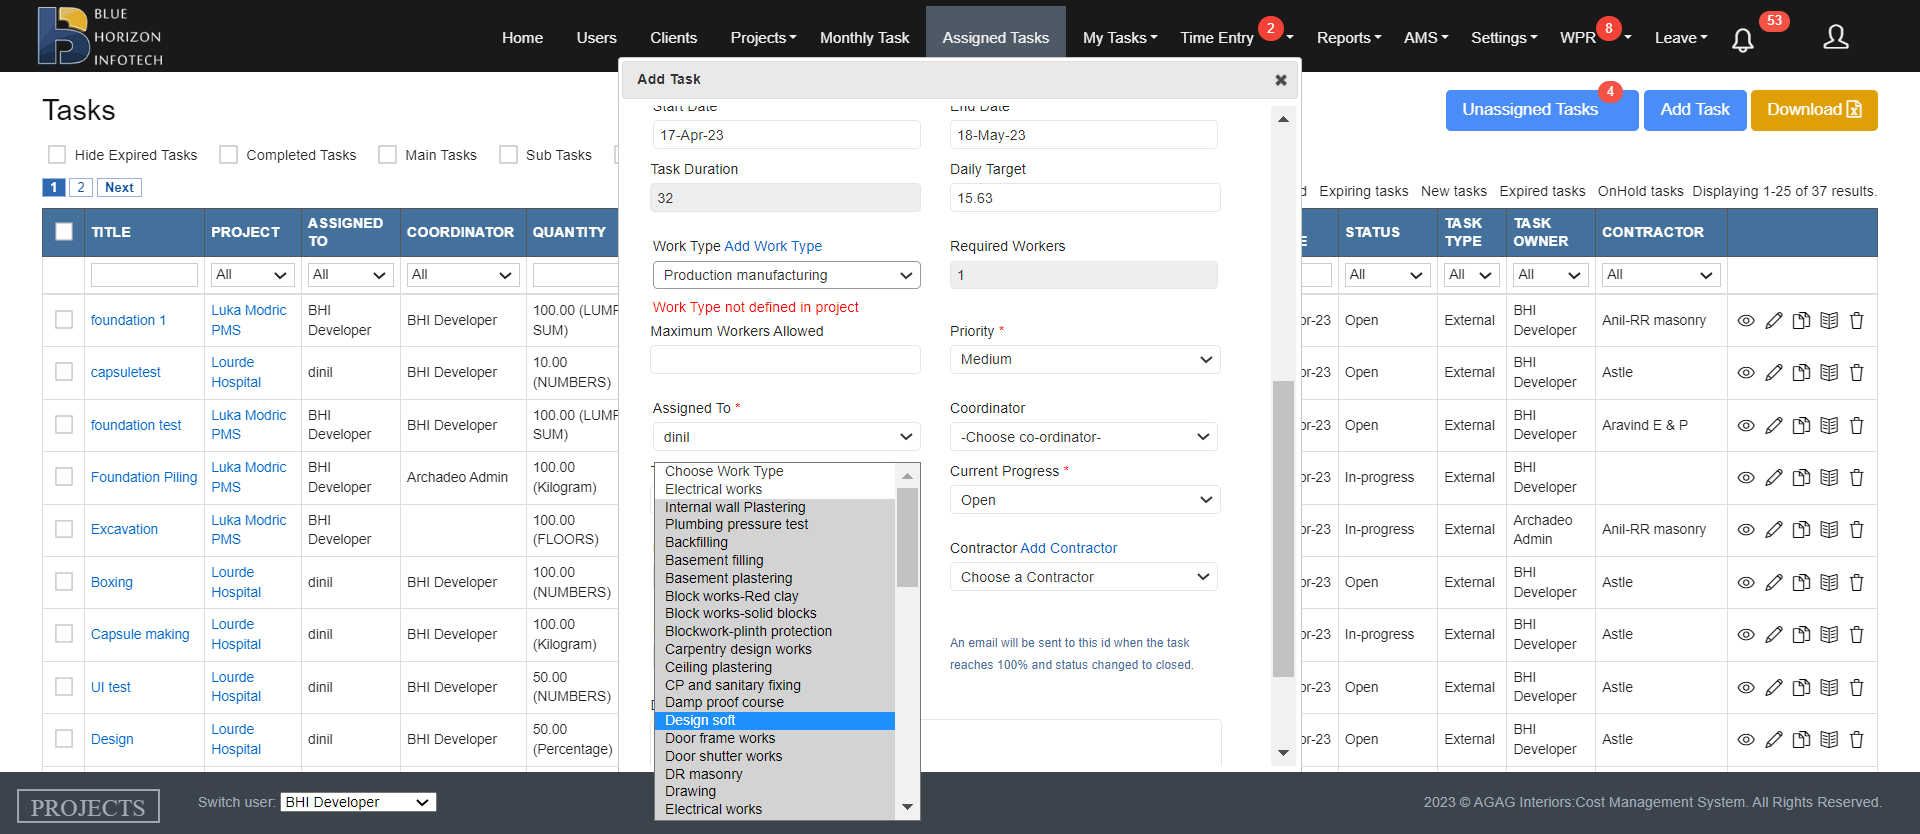 BLUE
HORIZON
INFOTECH
Home Users Clients Projects Monthly Task Assigned Tasks My Tasks Time Entry 2 Reports AMS Settings WPR 8 Leave 53
Add Task
Tasks
Unassigned Tasks 4 Add Task Download
Hide Expired Tasks Completed Tasks Main Tasks Sub Tasks
1 2 Next
Expiring tasks New tasks Expired tasks OnHold tasks Displaying 1-25 of 37 results.
TITLE PROJECT ASSIGNED TO COORDINATOR QUANTITY
STATUS TASK TYPE TASK OWNER CONTRACTOR
All All All
All All All All
foundation 1 Luka Modric PMS BHI Developer BHI Developer 100.00 (LUMP SUM)
or-23 Open External BHI Developer Anil-RR masonry
capsuletest Lourde Hospital dinil BHI Developer 10.00 (NUMBERS)
or-23 Open External BHI Developer Astle
foundation test Luka Modric PMS BHI Developer BHI Developer 100.00 (LUMP SUM)
or-23 Open External BHI Developer Aravind E & P
Foundation Piling Luka Modric PMS BHI Developer Archadeo Admin 100.00 (Kilogram)
or-23 In-progress External BHI Developer
Excavation Luka Modric PMS BHI Developer 100.00 (FLOORS)
or-23 In-progress External Archadeo Admin Anil-RR masonry
Boxing Lourde Hospital dinil BHI Developer 100.00 (NUMBERS)
or-23 Open External BHI Developer Astle
Capsule making Lourde Hospital dinil BHI Developer 100.00 (Kilogram)
or-23 In-progress External BHI Developer Astle
UI test Lourde Hospital dinil BHI Developer 50.00 (NUMBERS)
or-23 Open External BHI Developer Astle
Design Lourde Hospital dinil BHI Developer 50.00 (Percentage)
or-23 Open External BHI Developer Astle
Start Date End Date
17-Apr-23 18-May-23
Task Duration Daily Target
32 15.63
Work Type Add Work Type Required Workers
Production manufacturing 1
Work Type not defined in project
Maximum Workers Allowed Priority *
Medium
Assigned To * Coordinator
dinil -Choose co-ordinator-
Current Progress *
Open
Contractor Add Contractor
Choose a Contractor
An email will be sent to this id when the task
reaches 100% and status changed to closed.
Choose Work Type
Electrical works
Internal wall Plastering
Plumbing pressure test
Backfilling
Basement filling
Basement plastering
Block works-Red clay
Block works-solid blocks
Blockwork-plinth protection
Carpentry design works
Ceiling plastering
CP and sanitary fixing
Damp proof course
Design soft
Door frame works
Door shutter works
DR masonry
Drawing
Electrical works
PROJECTS Switch user: BHI Developer
2023 © AGAG Interiors:Cost Management System. All Rights Reserved.